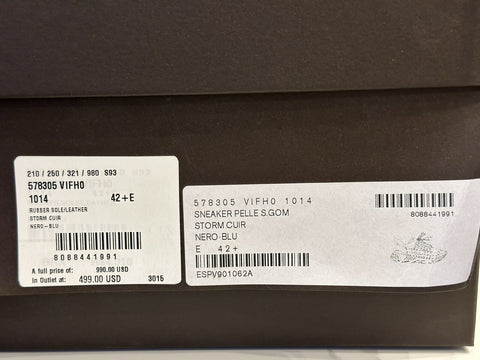 210 / 250 / 321 / 980 S93
578305 VIFH0
1014 42+E
RUBBER SOLE/LEATHER
STORM CUIR
NERO-BLU
8088441991
A full price of: 990.00 USD
In Outlet at: 499.00 USD 3015
578305 VIFH0 1014
SNEAKER PELLE S.GOM
STORM CUIR
NERO-BLU
E 42+
ESPV901062A
8088441991